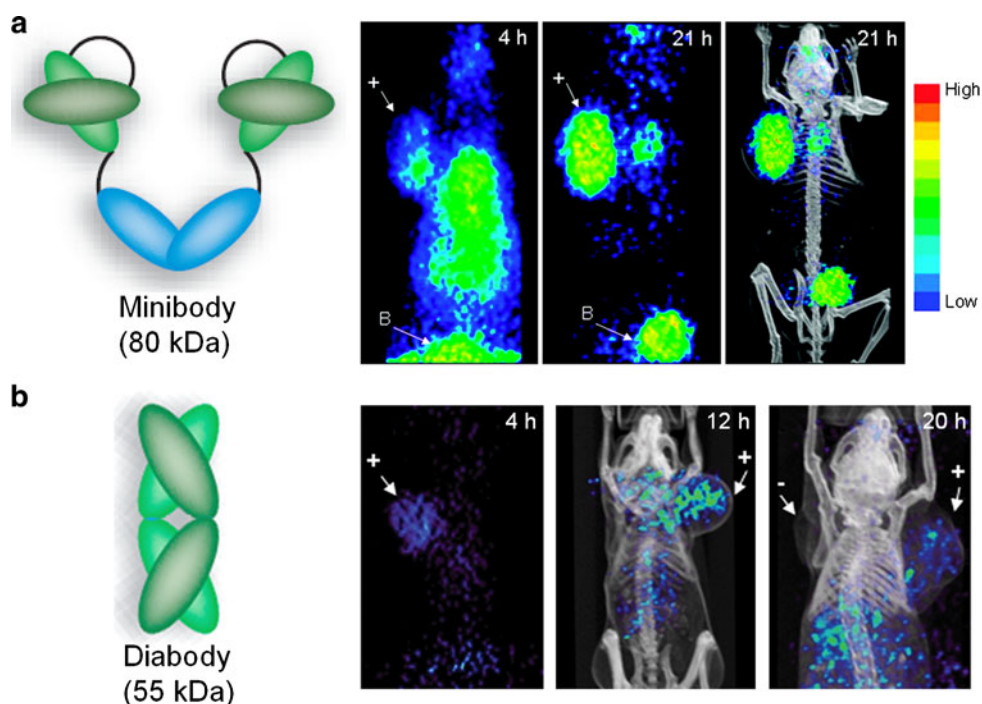 a
4 h
21 h
21 h
+
+
High
Low
B
B
Minibody
(80 kDa)
b
4 h
12 h
20 h
+
+
-
+
Diabody
(55 kDa)